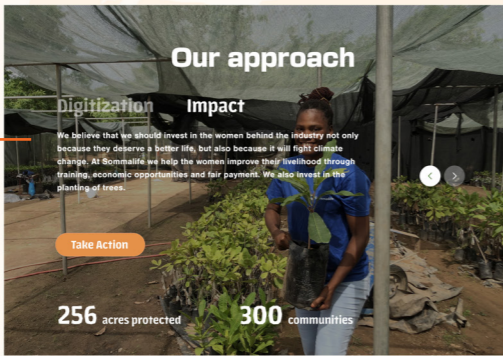 Our approach
Digitization Impact
We believe that we should invest in the women behind the industry not only
because they deserve a better life, but also because it will fight climate
change. At Sommalife we help the women improve their livelihood through
training, economic opportunities and fair payment. We also invest in the
planting of trees.
Take Action
256 acres protected 300 communities